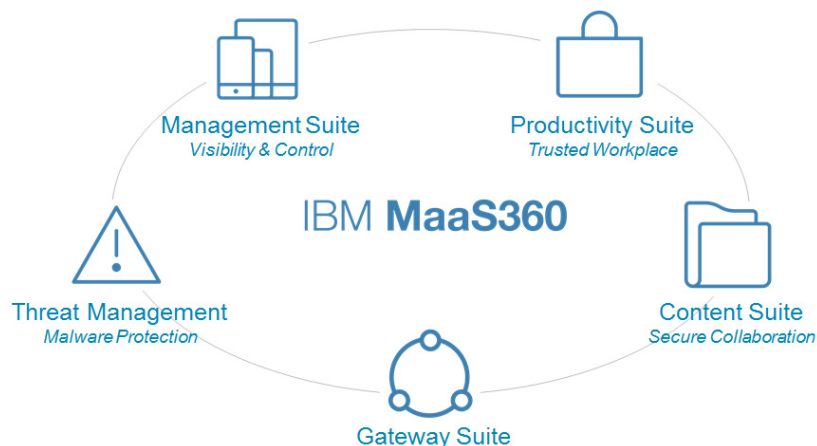 Management Suite
Visibility & Control
Productivity Suite
Trusted Workplace
IBM MaaS360
Threat Management
Malware Protection
Content Suite
Secure Collaboration
Gateway Suite